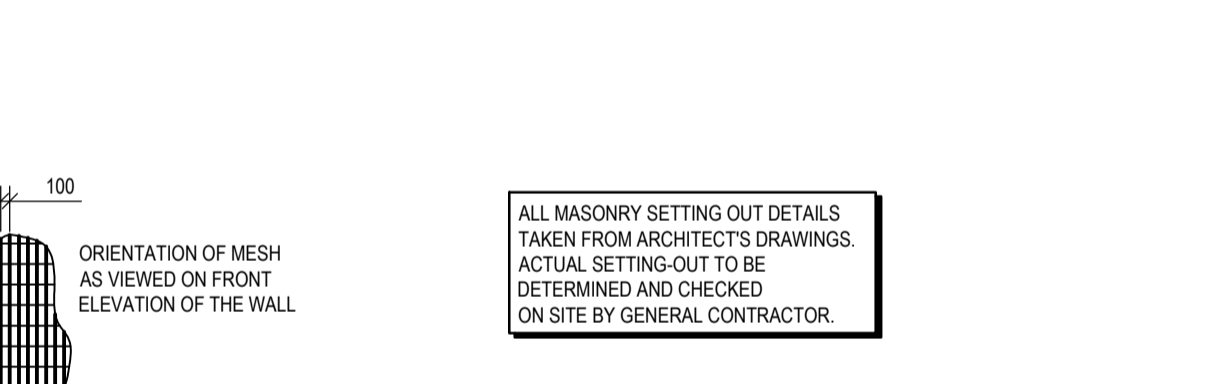 100
ORIENTATION OF MESH
AS VIEWED ON FRONT
ELEVATION OF THE WALL
ALL MASONRY SETTING OUT DETAILS
TAKEN FROM ARCHITECT'S DRAWINGS.
ACTUAL SETTING-OUT TO BE
DETERMINED AND CHECKED
ON SITE BY GENERAL CONTRACTOR.